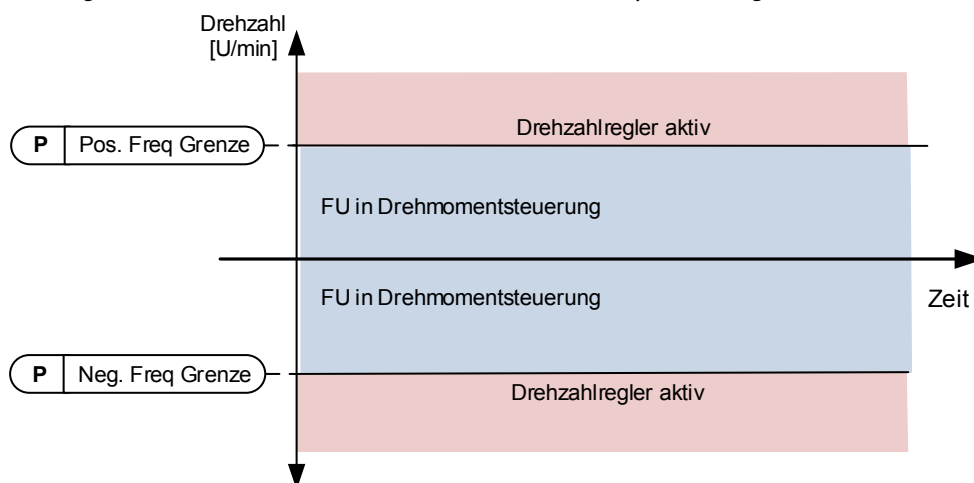 Drehzahl
[U/min]
Drehzahlregler aktiv
P Pos. Freq Grenze
FU in Drehmomentsteuerung
FU in Drehmomentsteuerung
Zeit
P Neg. Freq Grenze
Drehzahlregler aktiv